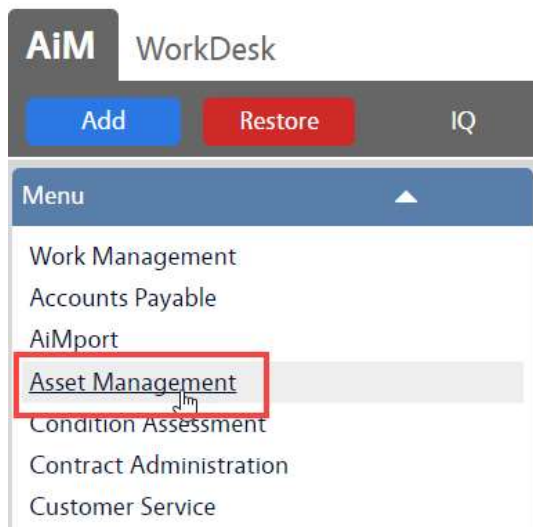 AiM WorkDesk
Add Restore IQ
Menu
Work Management
Accounts Payable
AiMport
Asset Management
Condition Assessment
Contract Administration
Customer Service